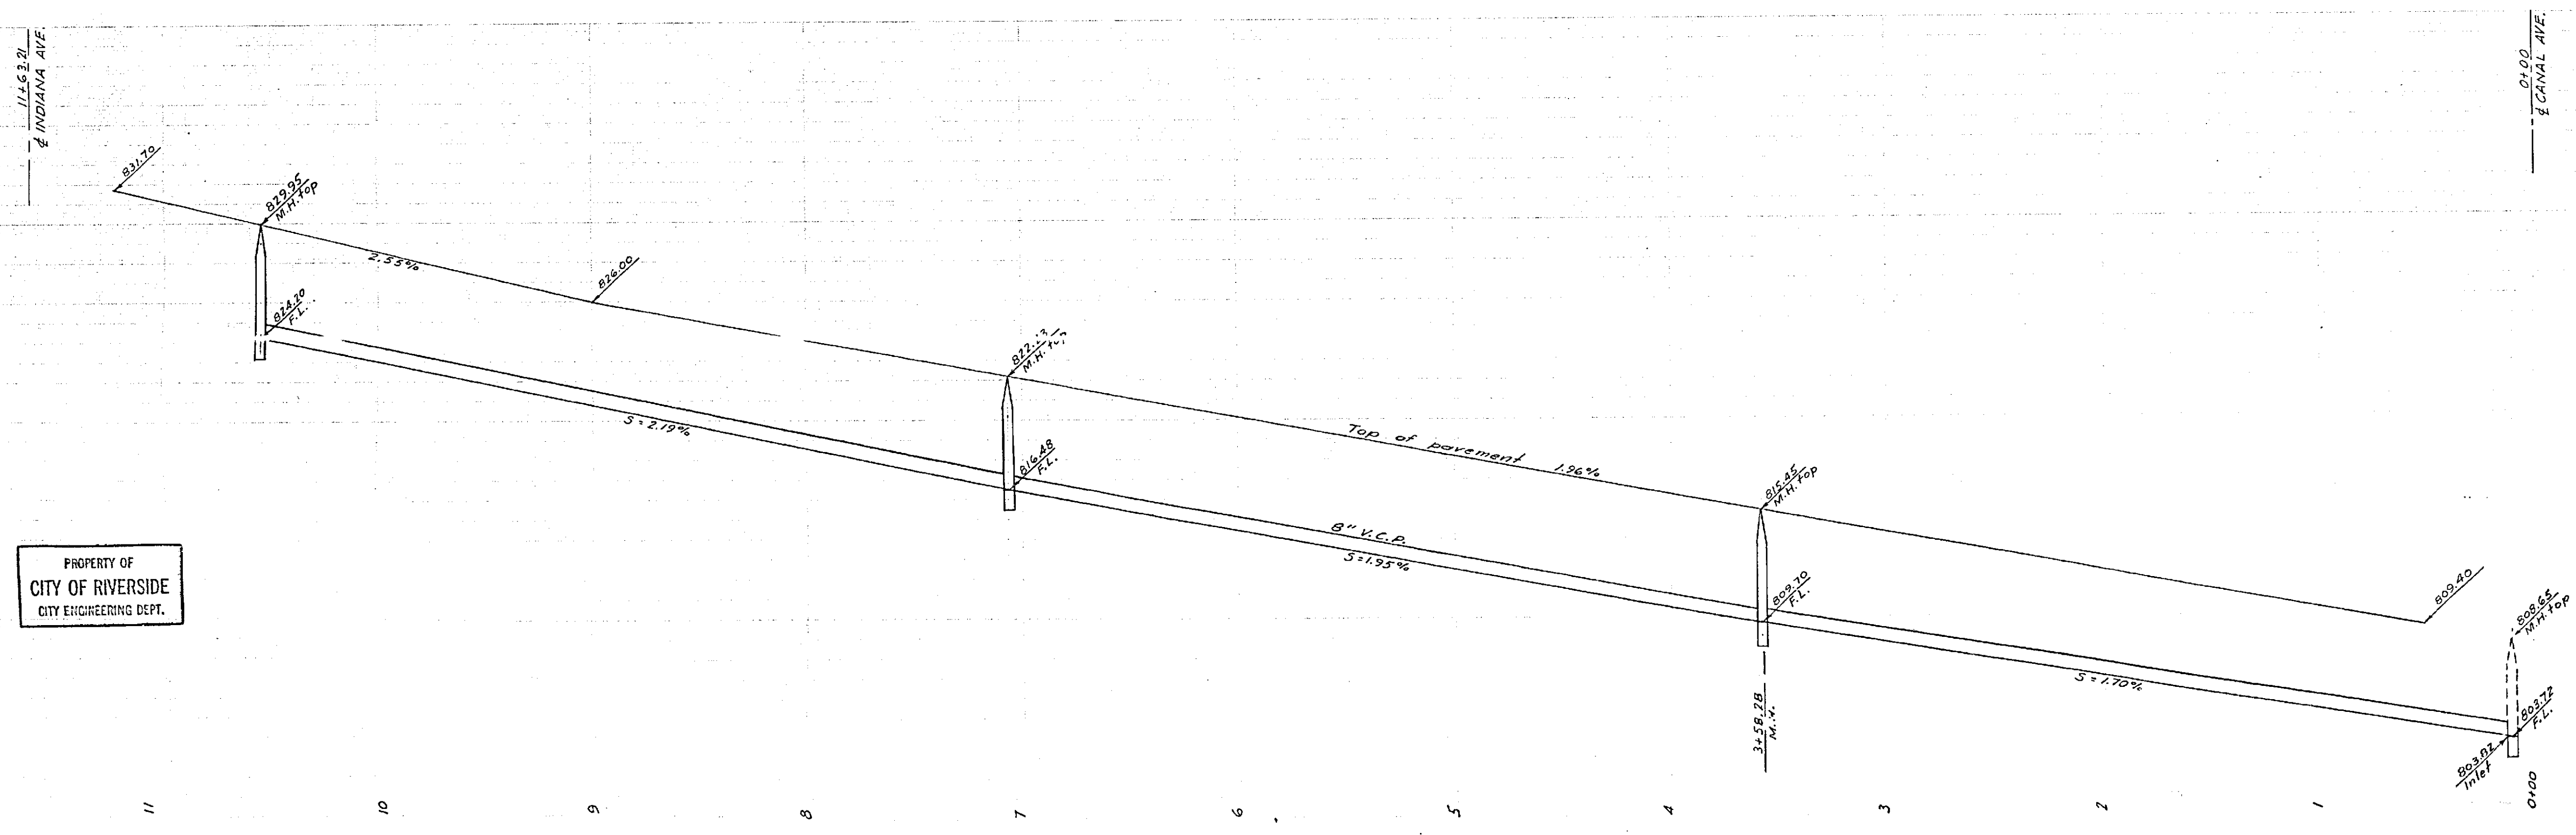 11+63.21
℄ INDIANA AVE.
0+00
℄ CANAL AVE.
831.70
829.95
M.H. top
2.55%
826.00
824.20
F.L.
S=2.19%
M.H.
816.48
F.L.
Top of pavement 1.96%
8" V.C.P.
S=1.95%
815.45
M.H. top
809.70
F.L.
3+58.28
M.H.
S=1.70%
809.40
808.65
M.H. top
803.72
F.L.
803.82
Inlet
PROPERTY OF
CITY OF RIVERSIDE
CITY ENGINEERING DEPT.
11 10 9 8 7 6 5 4 3 2 1 0+00